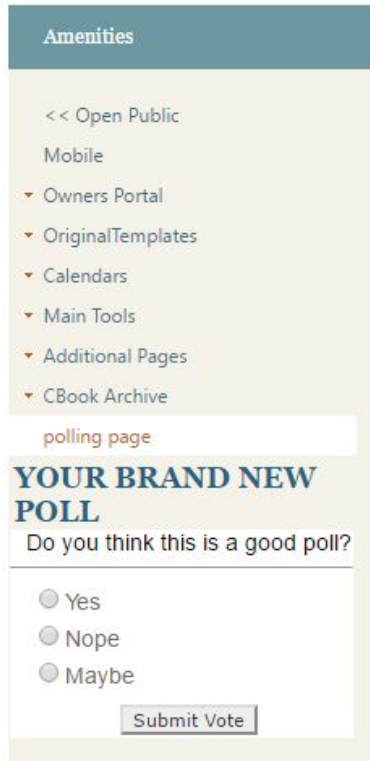 Amenities
<< Open Public
Mobile
Owners Portal
OriginalTemplates
Calendars
Main Tools
Additional Pages
CBook Archive
polling page
YOUR BRAND NEW
POLL
Do you think this is a good poll?
Yes
Nope
Maybe
Submit Vote